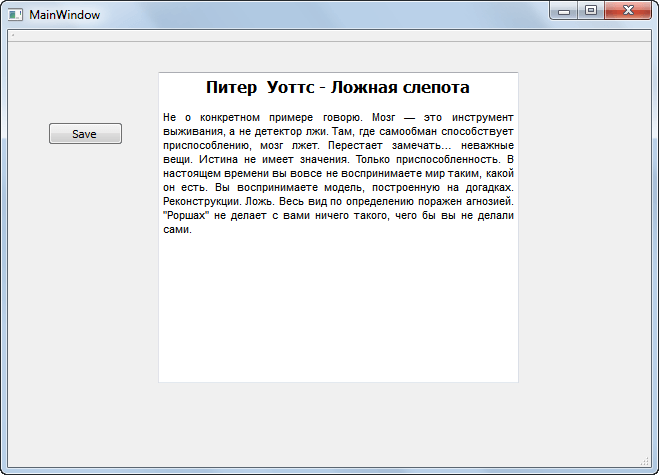 MainWindow
Питер  Уоттс - Ложная слепота
Save
Не о конкретном примере говорю. Мозг — это инструмент
выживания, а не детектор лжи. Там, где самообман способствует
приспособлению, мозг лжет. Перестает замечать... неважные
вещи. Истина не имеет значения. Только приспособленность. В
настоящем времени вы вовсе не воспринимаете мир таким, какой
он есть. Вы воспринимаете модель, построенную на догадках.
Реконструкции. Ложь. Весь вид по определению поражен агнозией.
"Роршах" не делает с вами ничего такого, чего бы вы не делали
сами.